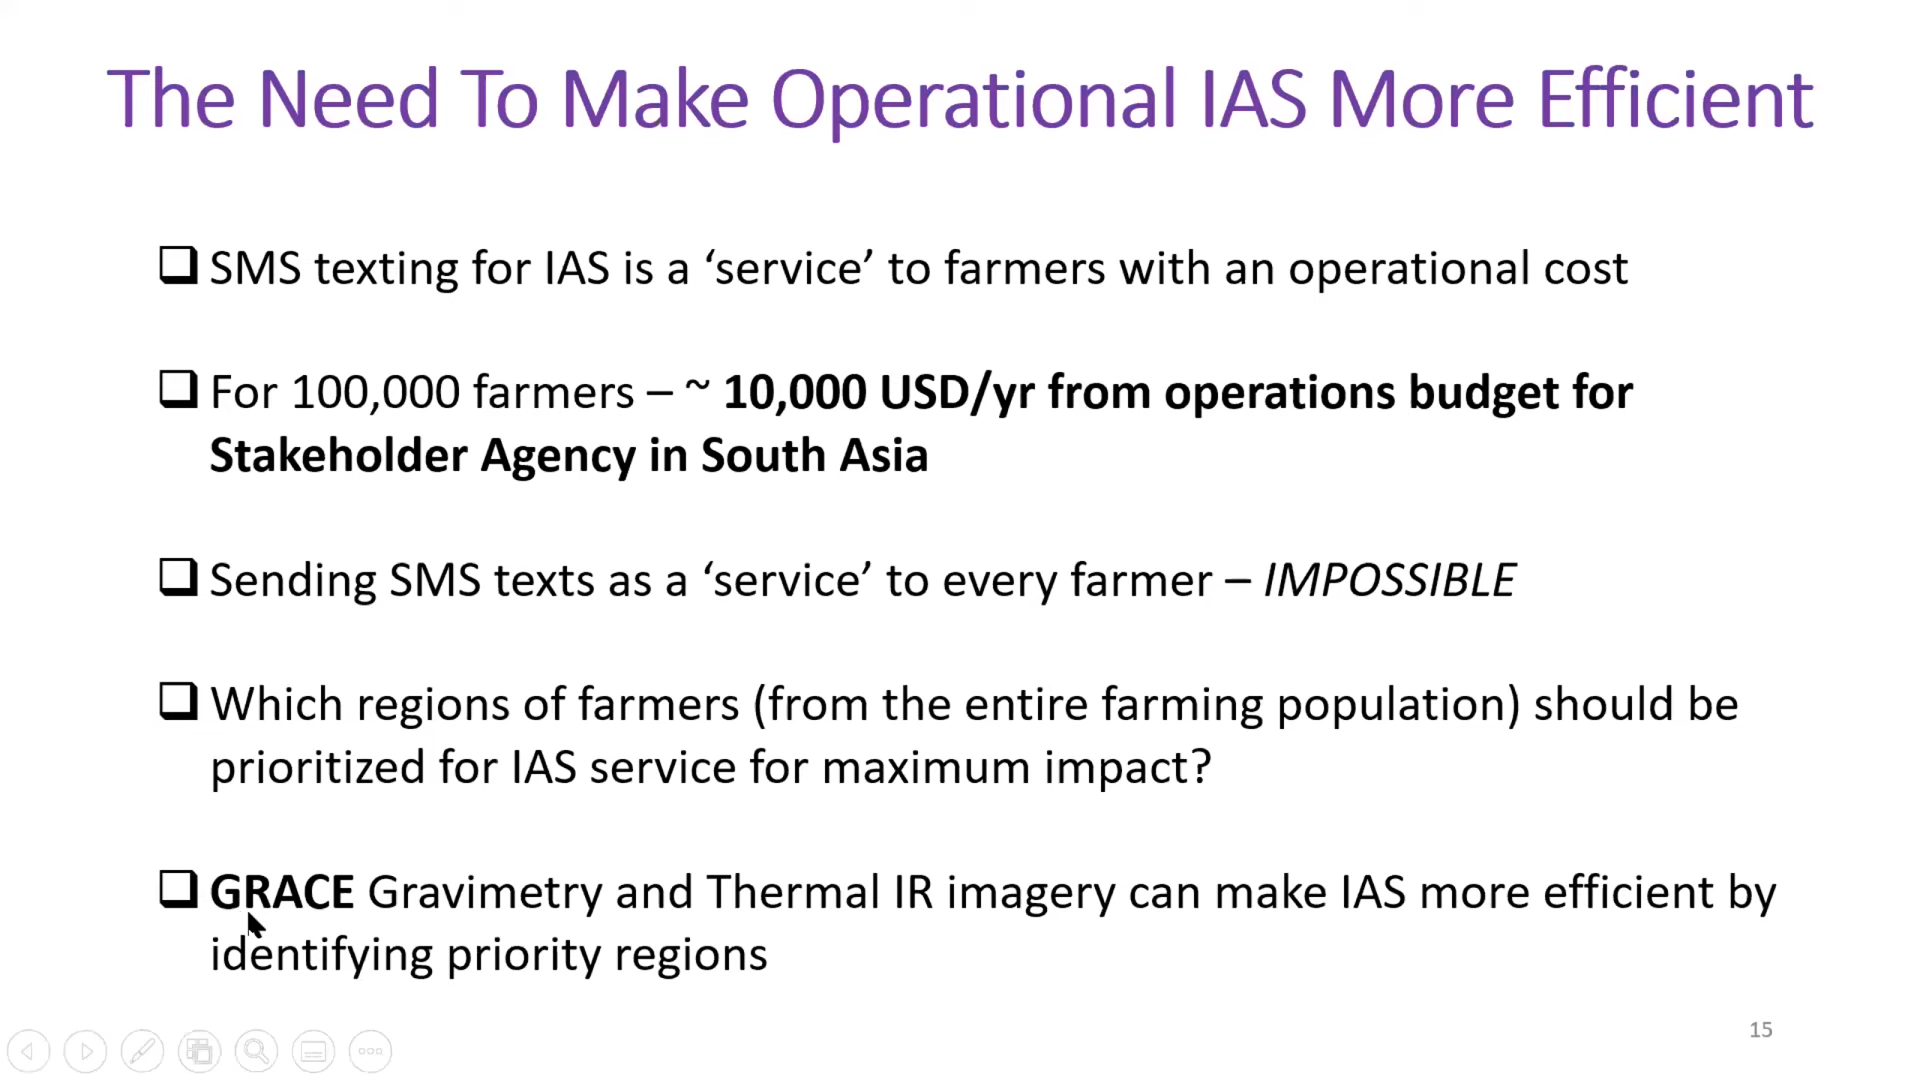 The Need To Make Operational IAS More Efficient
❑ SMS texting for IAS is a ‘service’ to farmers with an operational cost
❑ For 100,000 farmers – ~ 10,000 USD/yr from operations budget for
Stakeholder Agency in South Asia
❑ Sending SMS texts as a ‘service’ to every farmer – IMPOSSIBLE
❑ Which regions of farmers (from the entire farming population) should be
prioritized for IAS service for maximum impact?
❑ GRACE Gravimetry and Thermal IR imagery can make IAS more efficient by
identifying priority regions
15